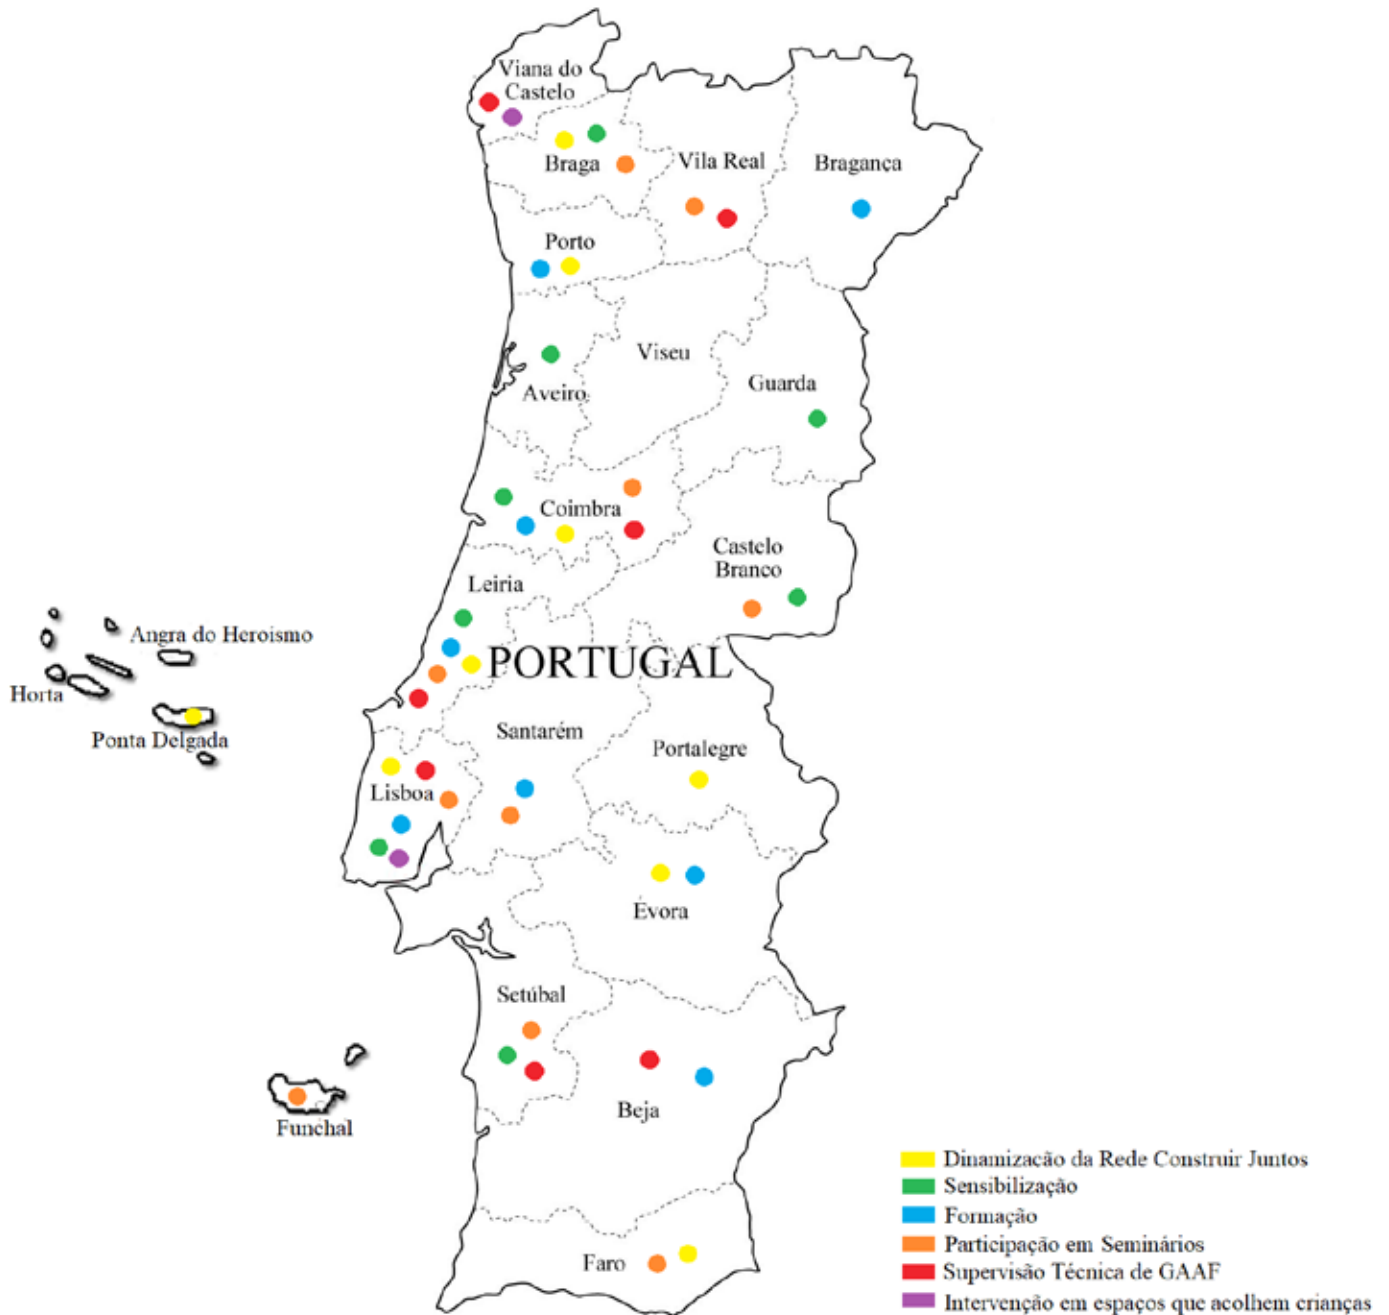 Viana do
Castelo
Braga
Vila Real
Bragança
Porto
Viseu
Aveiro
Guarda
Coimbra
Castelo
Branco
Leiria
Angra do Heroismo
Horta
Ponta Delgada
PORTUGAL
Santarém
Portalegre
Lisboa
Évora
Setúbal
Beja
Funchal
Faro
Dinamização da Rede Construir Juntos
Sensibilização
Formação
Participação em Seminários
Supervisão Técnica de GAAF
Intervenção em espaços que acolhem crianças